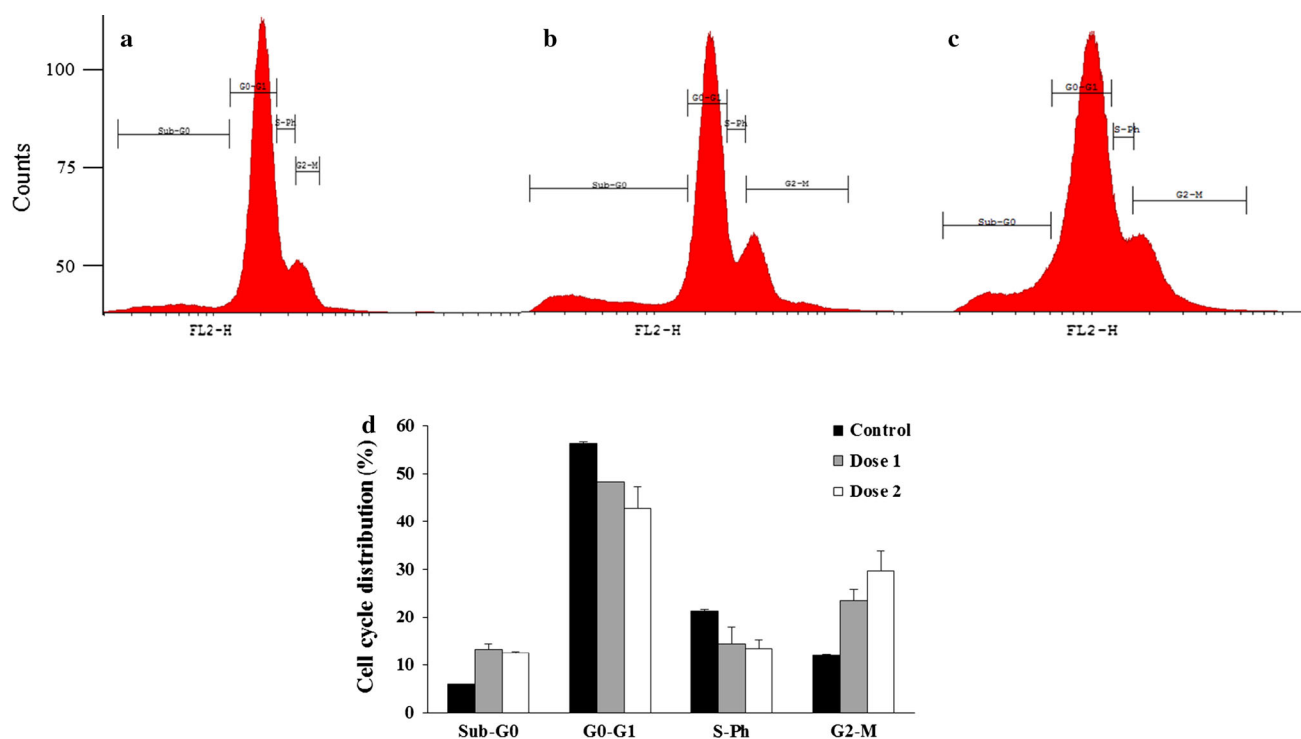 a
b
c
100
75
50
Counts
Sub-G0
G0-G1
S-Ph
G2-M
FL2-H
Sub-G0
G0-G1
S-Ph
G2-M
FL2-H
Sub-G0
G0-G1
S-Ph
G2-M
FL2-H
d
Cell cycle distribution (%)
60
50
40
30
20
10
0
Control
Dose 1
Dose 2
Sub-G0
G0-G1
S-Ph
G2-M